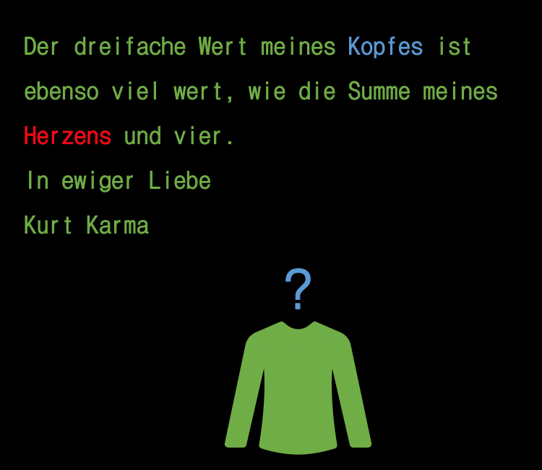 Der dreifache Wert meines Kopfes ist
ebenso viel wert, wie die Summe meines
Herzens und vier.
In ewiger Liebe
Kurt Karma
?